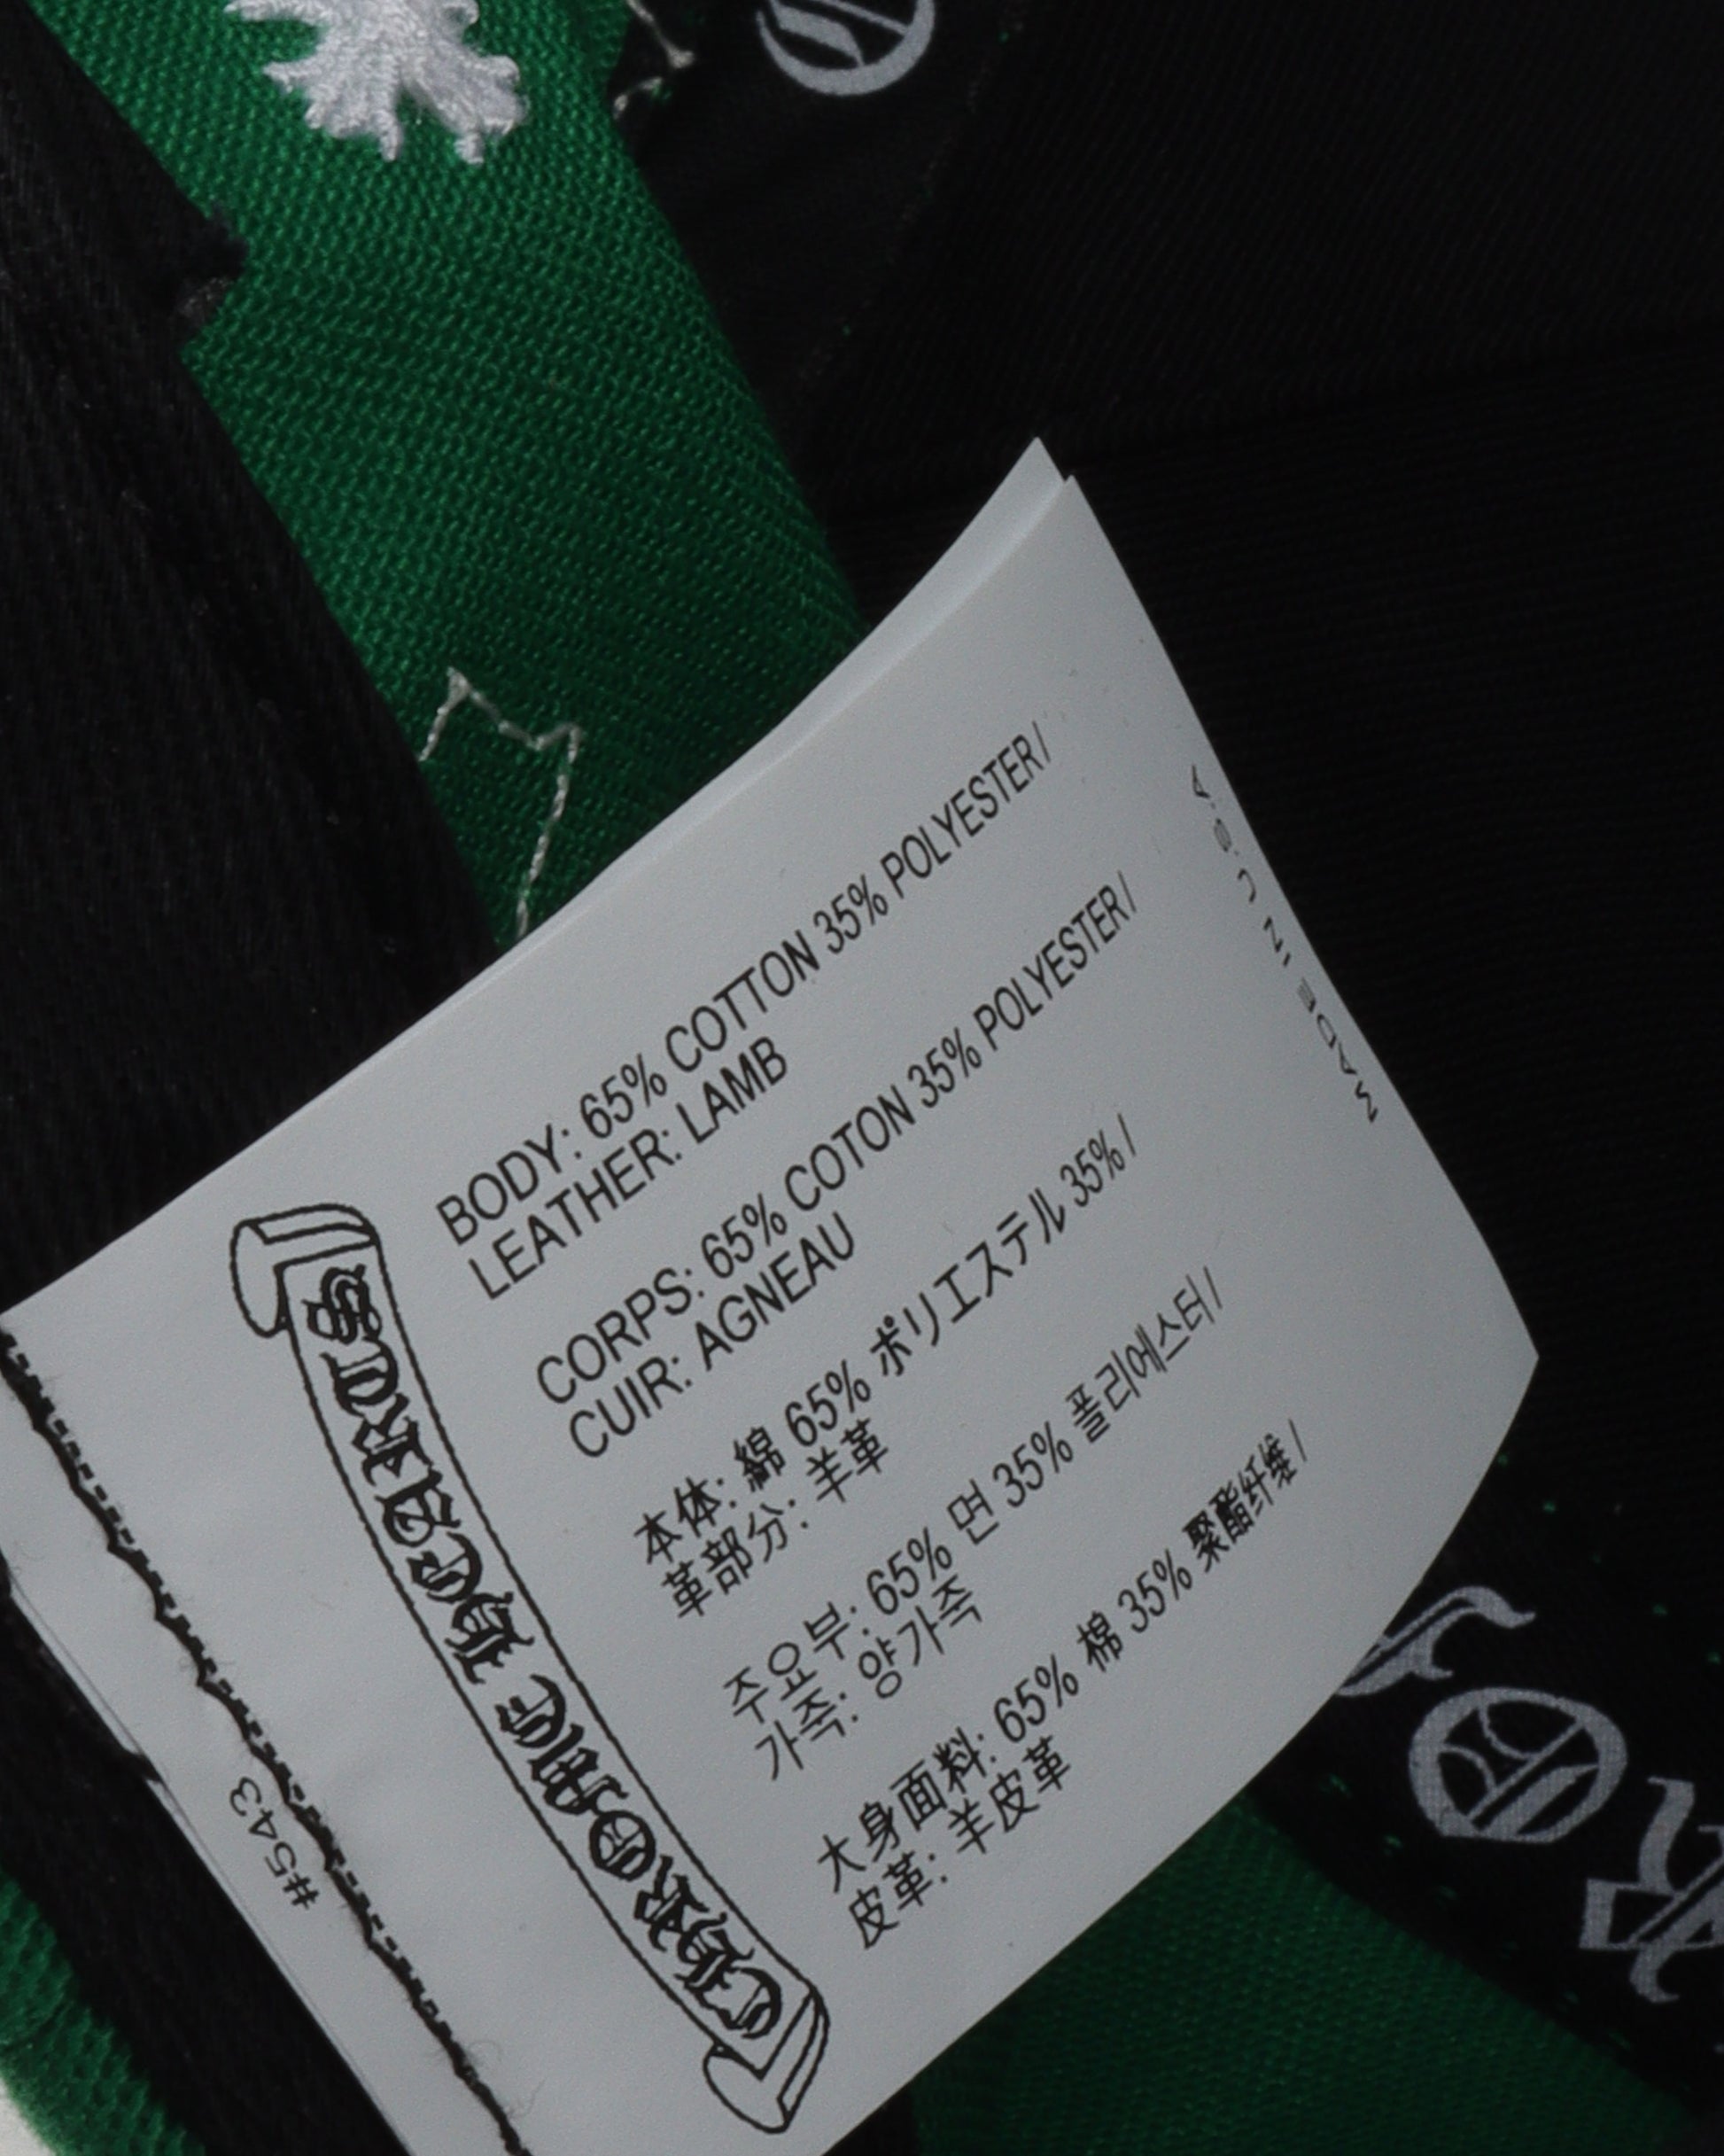 CHROME HEARTS
BODY: 65% COTTON 35% POLYESTER/
LEATHER: LAMB
CORPS: 65% COTON 35% POLYESTER/
CUIR: AGNEAU
本体: 綿 65% ポリエステル 35% /
革部分: 羊革
주요부: 65% 면 35% 폴리에스터 /
가죽: 양가죽
大身面料: 65% 棉 35% 聚酯纤维 /
皮革: 羊皮革
MADE IN U.S.A
#5543